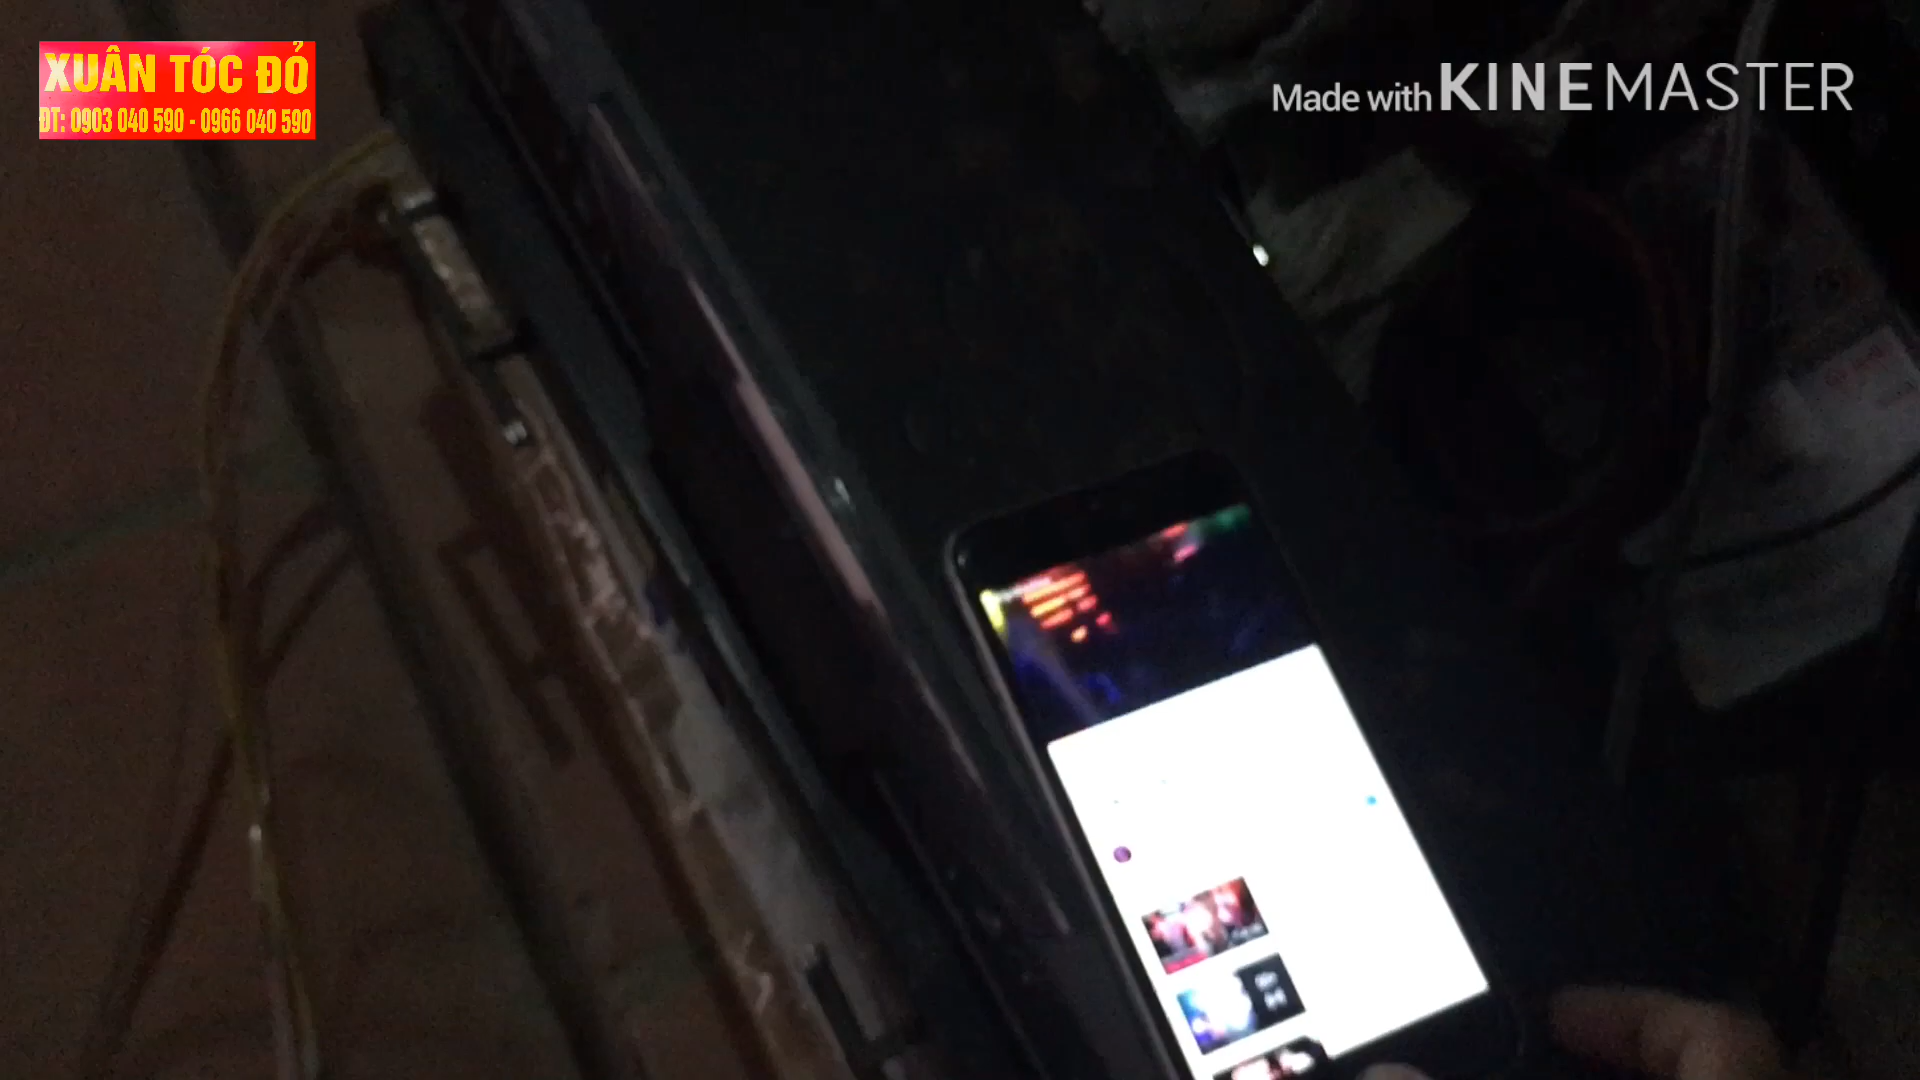 XUÂN TÓC ĐỎ
ĐT: 0903 040 590 - 0966 040 590
Made with KINEMASTER